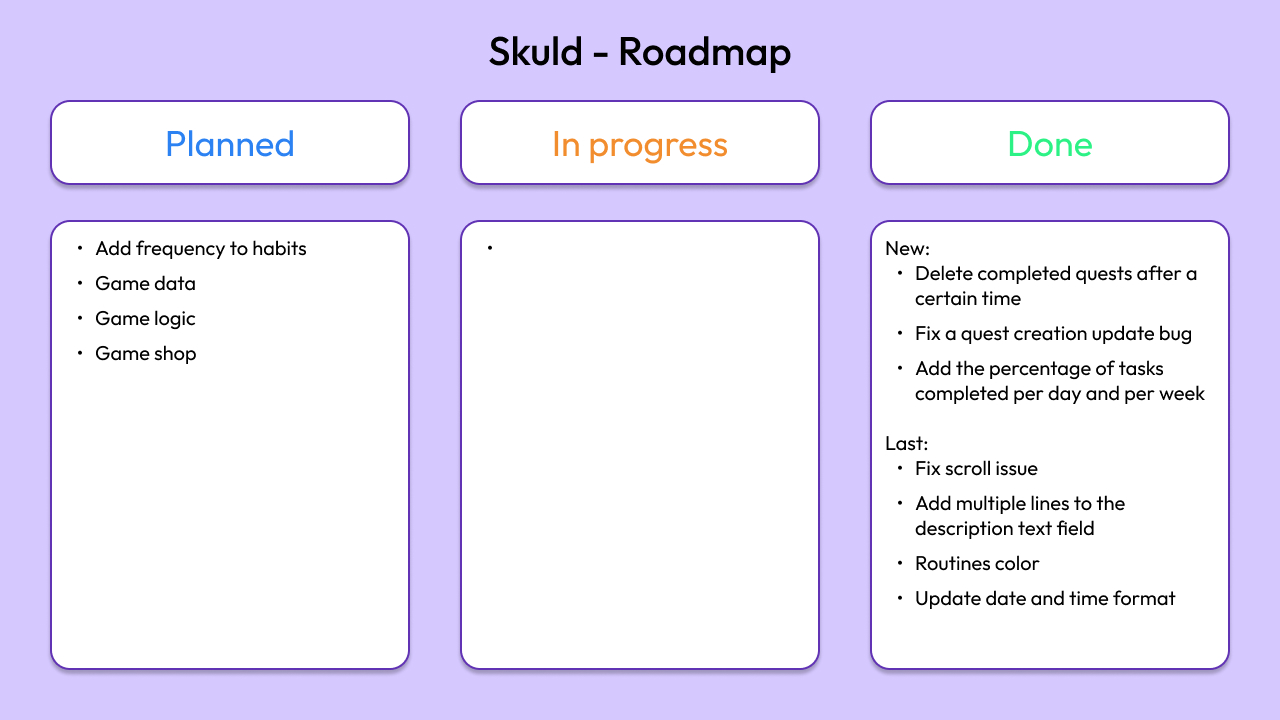 Skuld - Roadmap
Planned
In progress
Done
• Add frequency to habits
• Game data
• Game logic
• Game shop
•
New:
• Delete completed quests after a
certain time
• Fix a quest creation update bug
• Add the percentage of tasks
completed per day and per week
Last:
• Fix scroll issue
• Add multiple lines to the
description text field
• Routines color
• Update date and time format